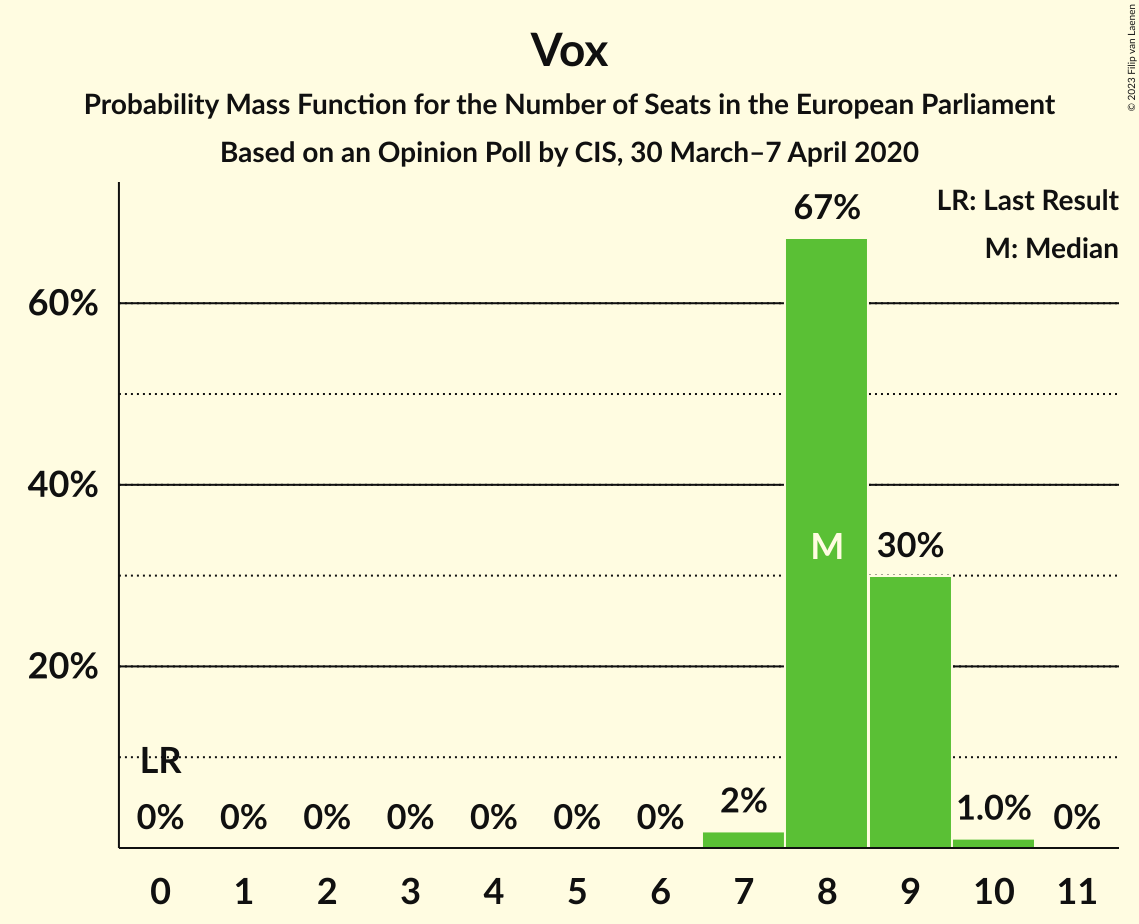 Vox
Probability Mass Function for the Number of Seats in the European Parliament
Based on an Opinion Poll by CIS, 30 March–7 April 2020
© 2023 Filip van Laenen
LR: Last Result
M: Median
67%
60%
40%
M
30%
20%
LR
0% 0% 0% 0% 0% 0% 0% 2% 1.0% 0%
0 1 2 3 4 5 6 7 8 9 10 11